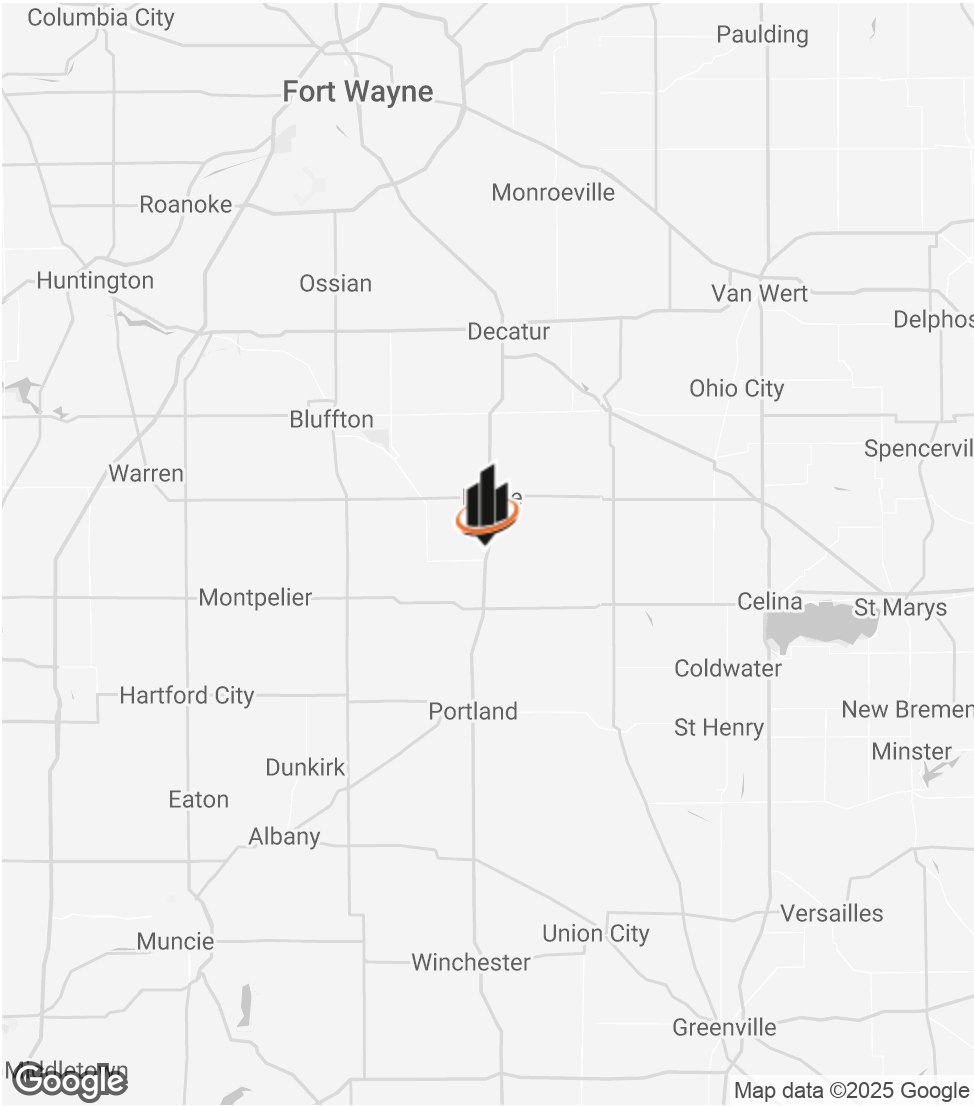 Columbia City
Paulding
Fort Wayne
Monroeville
Roanoke
Huntington
Ossian
Van Wert
Delphos
Decatur
Ohio City
Bluffton
Spencervil
Warren
Montpelier
Celina
St Marys
Coldwater
Hartford City
Portland
New Bremen
St Henry
Minster
Dunkirk
Eaton
Albany
Versailles
Union City
Muncie
Winchester
Greenville
Middletown
Google
Map data ©2025 Google